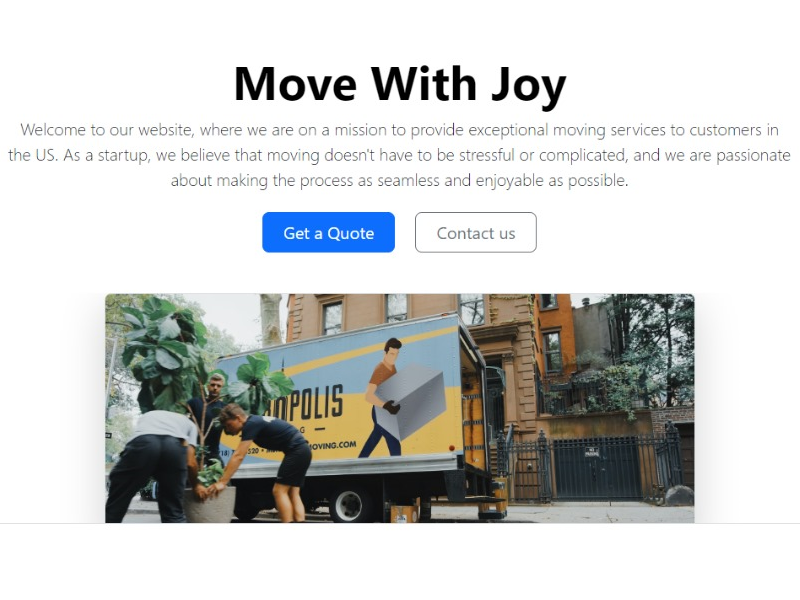 Move With Joy
Welcome to our website, where we are on a mission to provide exceptional moving services to customers in
the US. As a startup, we believe that moving doesn't have to be stressful or complicated, and we are passionate
about making the process as seamless and enjoyable as possible.
Get a Quote
Contact us
OPOLIS
MOVING.COM
NO
PARKING